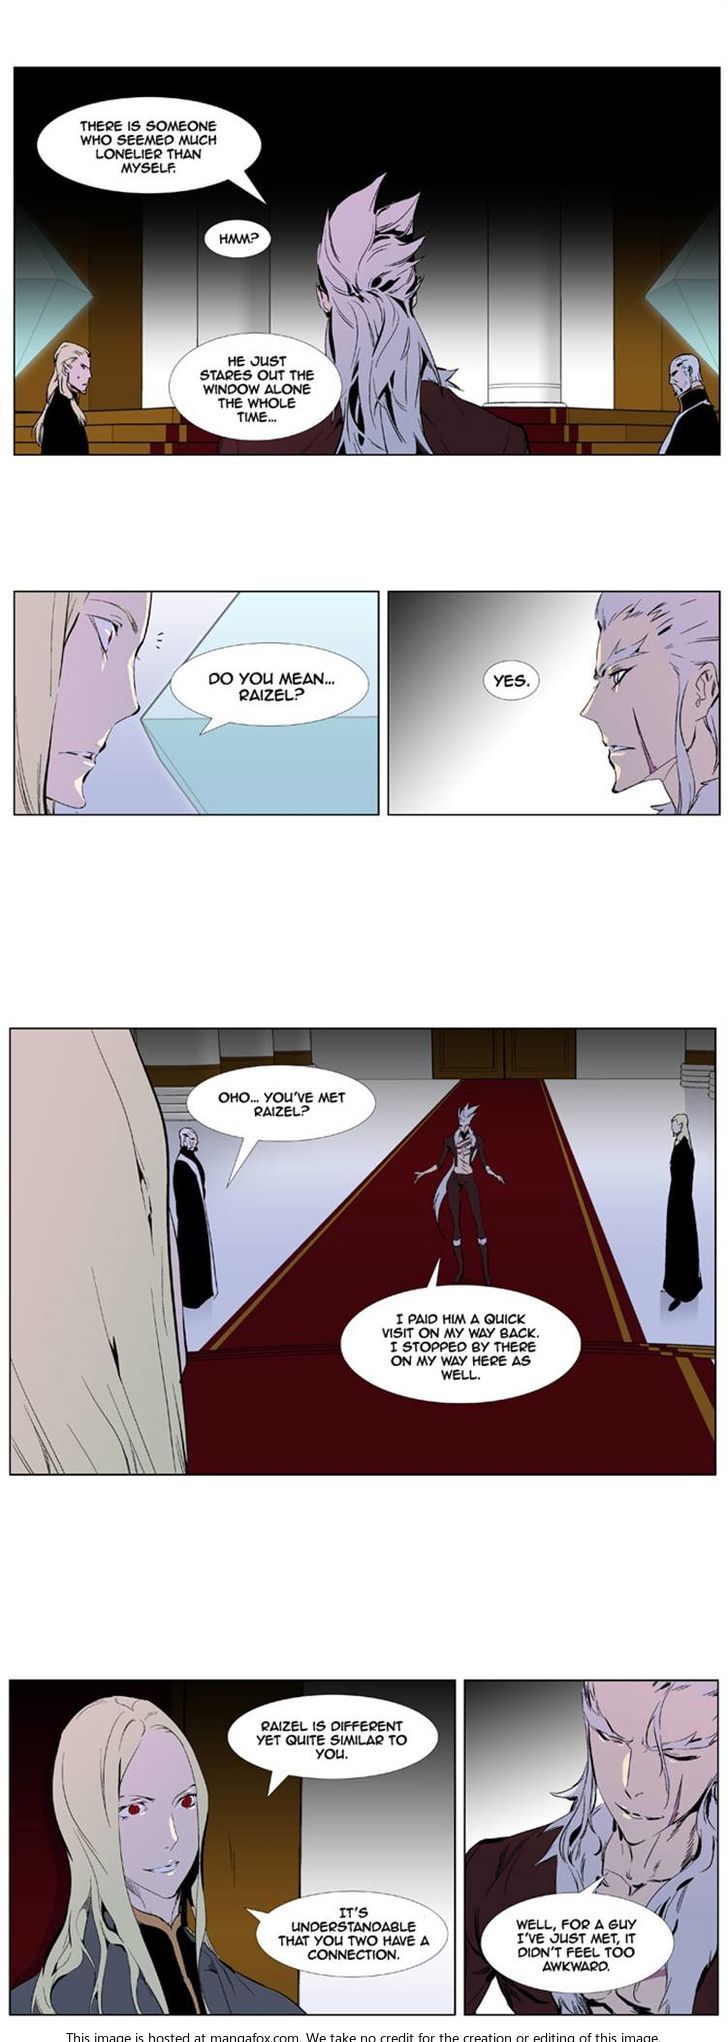 THERE IS SOMEONE
WHO SEEMED MUCH
LONELIER THAN
MYSELF.
HMM?
HE JUST
STARES OUT THE
WINDOW ALONE
THE WHOLE
TIME...
DO YOU MEAN...
RAIZEL?
YES.
OHO... YOU'VE MET
RAIZEL?
I PAID HIM A QUICK
VISIT ON MY WAY BACK.
I STOPPED BY THERE
ON MY WAY HERE AS
WELL.
RAIZEL IS DIFFERENT
YET QUITE SIMILAR TO
YOU.
IT'S
UNDERSTANDABLE
THAT YOU TWO HAVE A
CONNECTION.
WELL, FOR A GUY
I'VE JUST MET, IT
DIDN'T FEEL TOO
AWKWARD.
This image is hosted at mangafox.com. We take no credit for the creation or editing of this image.